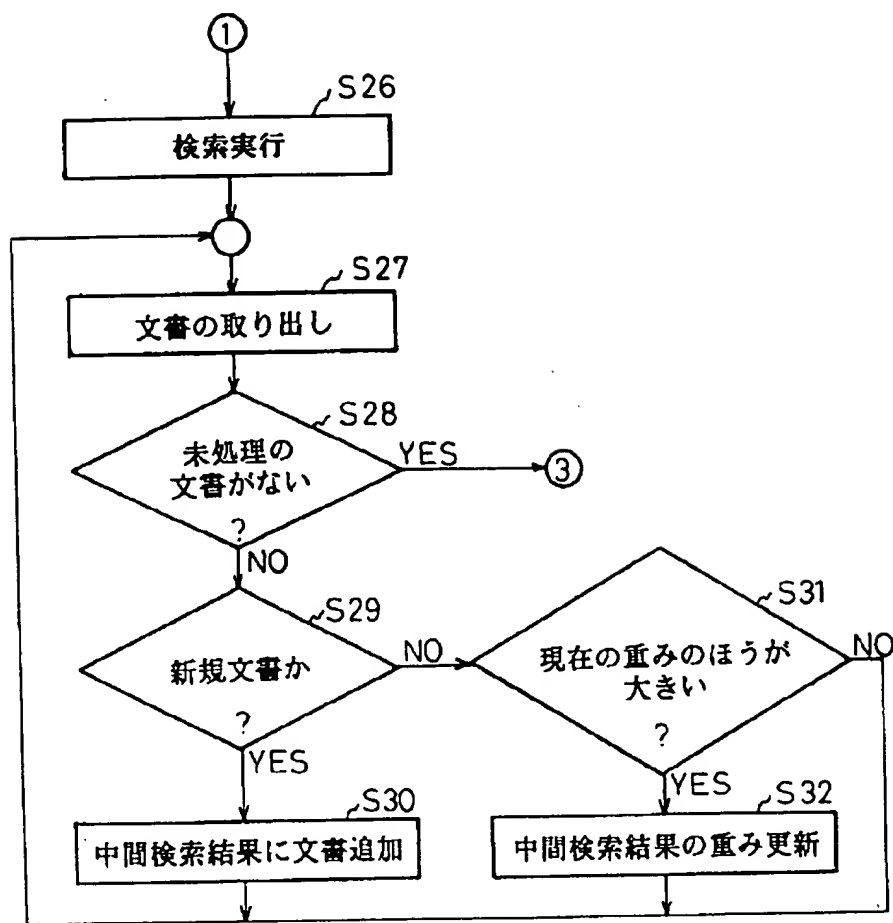 ①
S26
検索実行
S27
文書の取り出し
S28
未処理の
文書がない
?
YES
③
NO
S29
新規文書か
?
NO
S31
現在の重みのほうが
大きい
?
NO
YES
YES
S30
中間検索結果に文書追加
S32
中間検索結果の重み更新